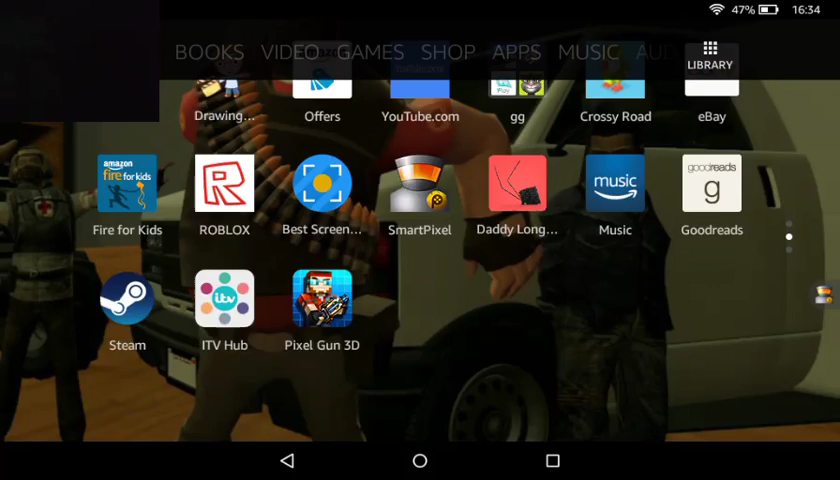 47% 16:34
BOOKS VIDEO GAMES SHOP APPS MUSIC AUD
LIBRARY
Drawing... Offers YouTube.com gg Crossy Road eBay
amazon
fire for kids
music
goodreads
g
Fire for Kids ROBLOX Best Screen... SmartPixel Daddy Long... Music Goodreads
itv
Steam ITV Hub Pixel Gun 3D